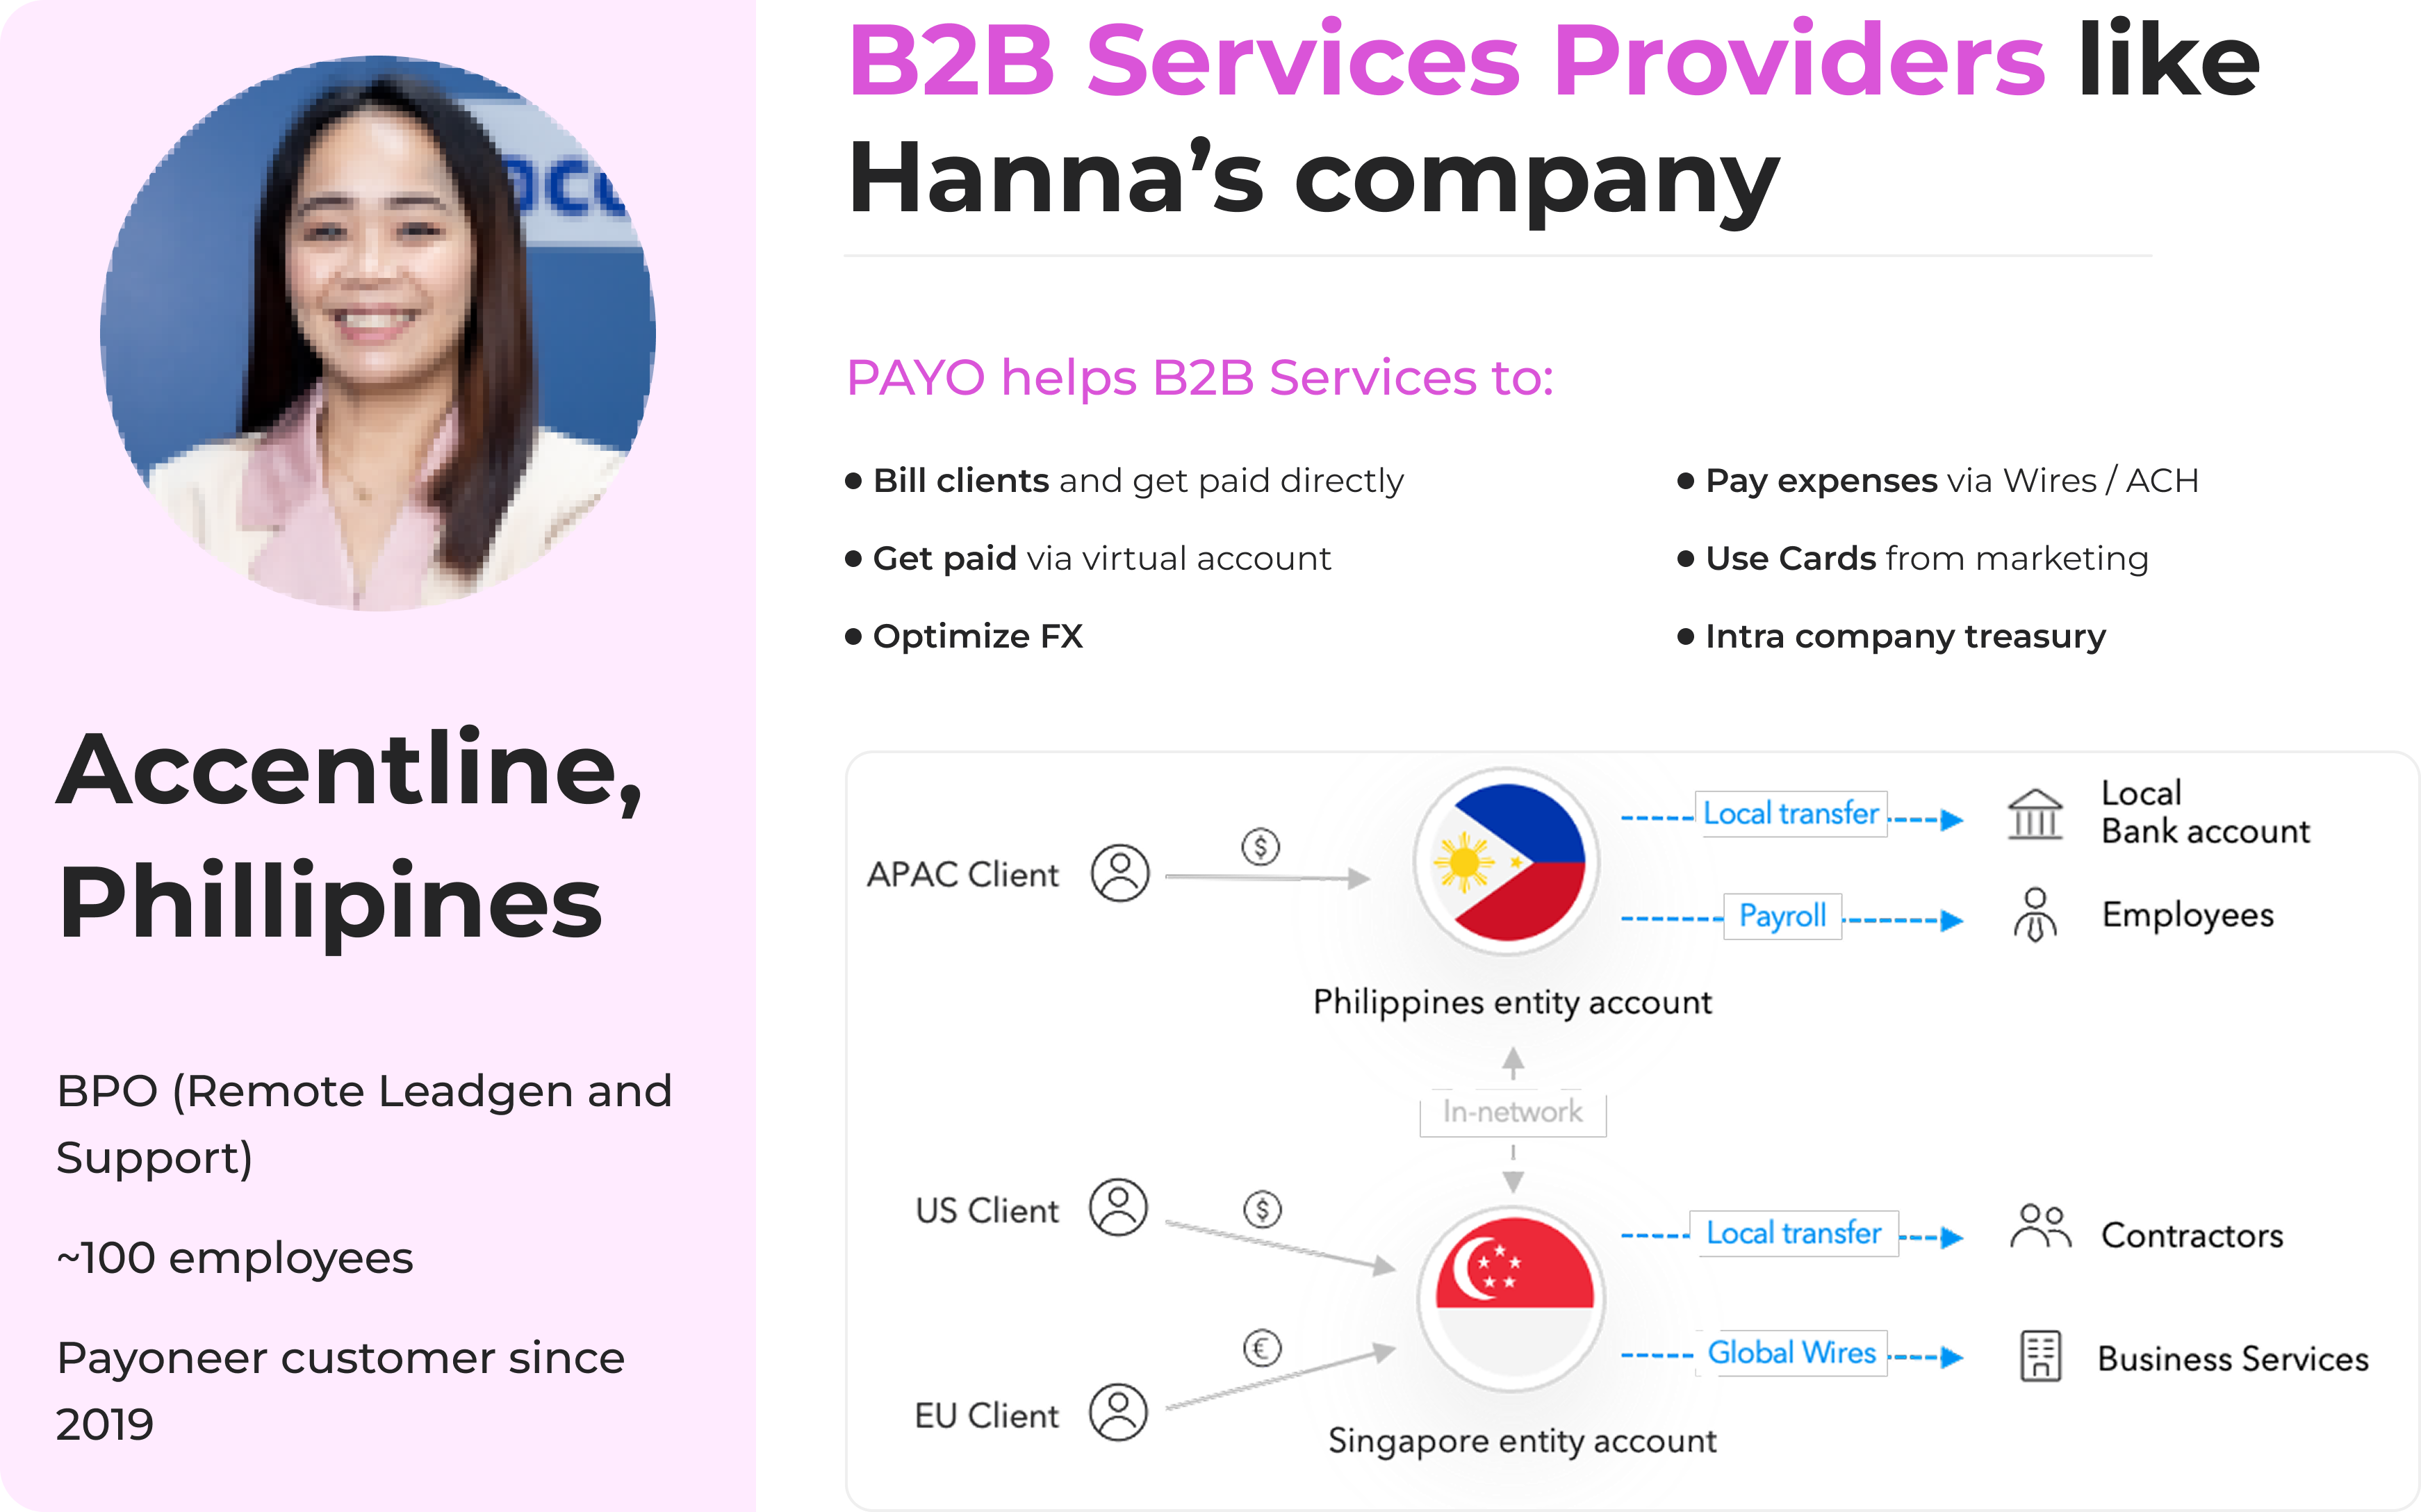 Accentline,
Phillipines
BPO (Remote Leadgen and
Support)
~100 employees
Payoneer customer since
2019
B2B Services Providers like
Hanna’s company
PAYO helps B2B Services to:
• Bill clients and get paid directly
• Get paid via virtual account
• Optimize FX
• Pay expenses via Wires / ACH
• Use Cards from marketing
• Intra company treasury
APAC Client
$
Philippines entity account
Local transfer
Local
Bank account
Payroll
Employees
In-network
US Client
$
EU Client
€
Singapore entity account
Local transfer
Contractors
Global Wires
Business Services